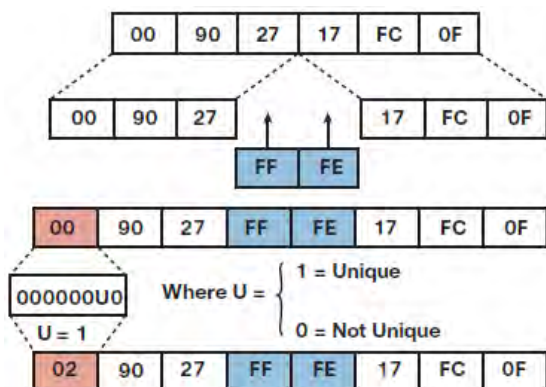 00 90 27 17 FC 0F
00 90 27 17 FC 0F
FF FE
00 90 27 FF FE 17 FC 0F
000000U0
Where U =
1 = Unique
0 = Not Unique
U = 1
02 90 27 FF FE 17 FC 0F